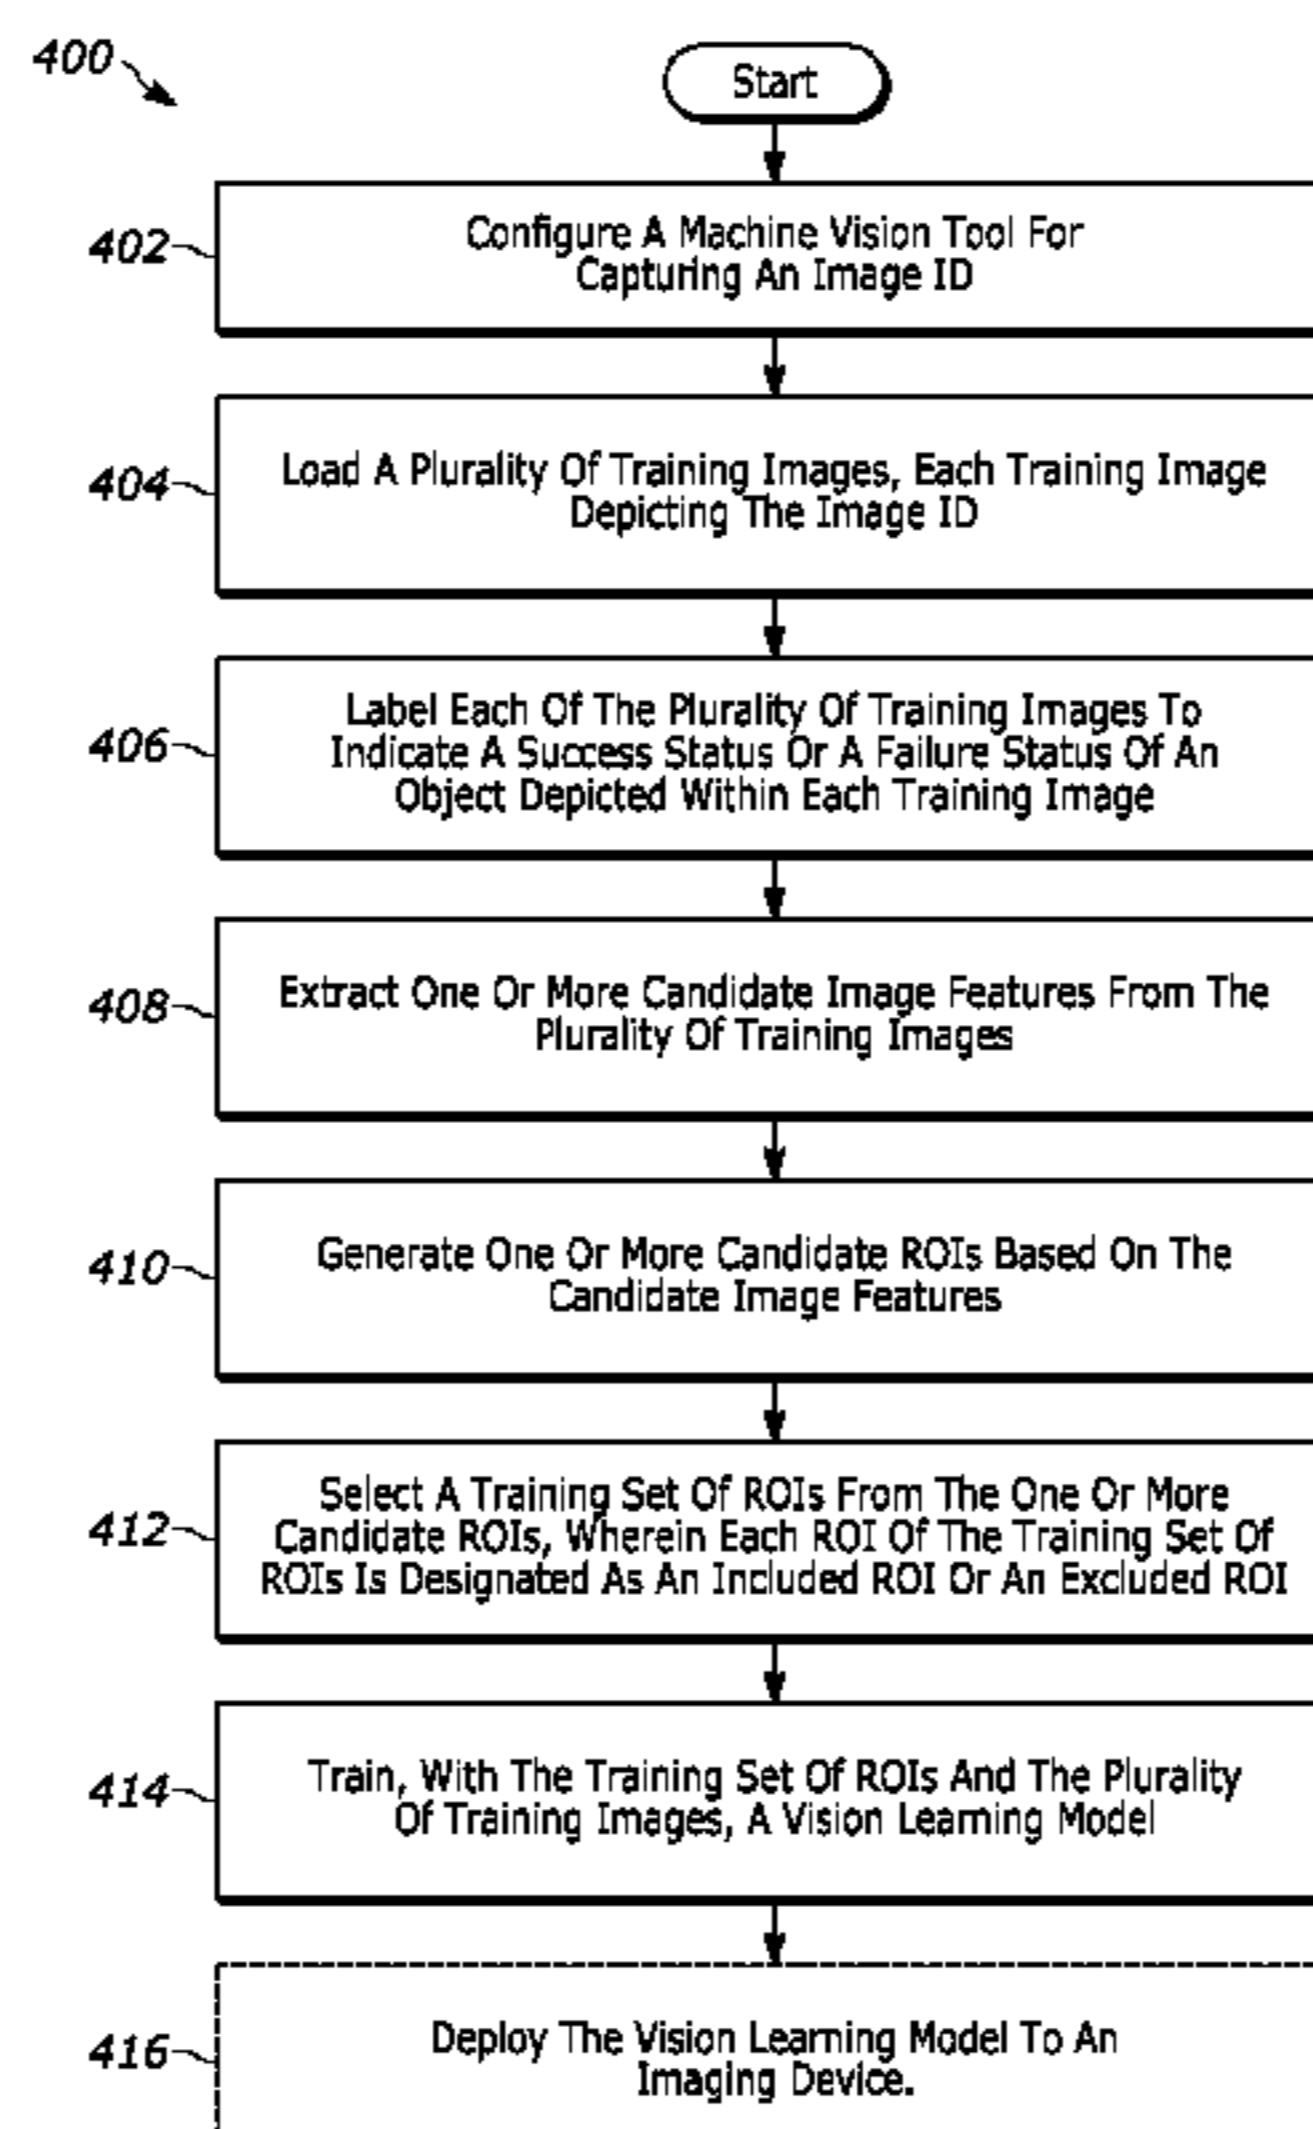 400
Start
402
Configure A Machine Vision Tool For
Capturing An Image ID
404
Load A Plurality Of Training Images, Each Training Image
Depicting The Image ID
406
Label Each Of The Plurality Of Training Images To
Indicate A Success Status Or A Failure Status Of An
Object Depicted Within Each Training Image
408
Extract One Or More Candidate Image Features From The
Plurality Of Training Images
410
Generate One Or More Candidate ROIs Based On The
Candidate Image Features
412
Select A Training Set Of ROIs From The One Or More
Candidate ROIs, Wherein Each ROI Of The Training Set Of
ROIs Is Designated As An Included ROI Or An Excluded ROI
414
Train, With The Training Set Of ROIs And The Plurality
Of Training Images, A Vision Learning Model
416
Deploy The Vision Learning Model To An
Imaging Device.